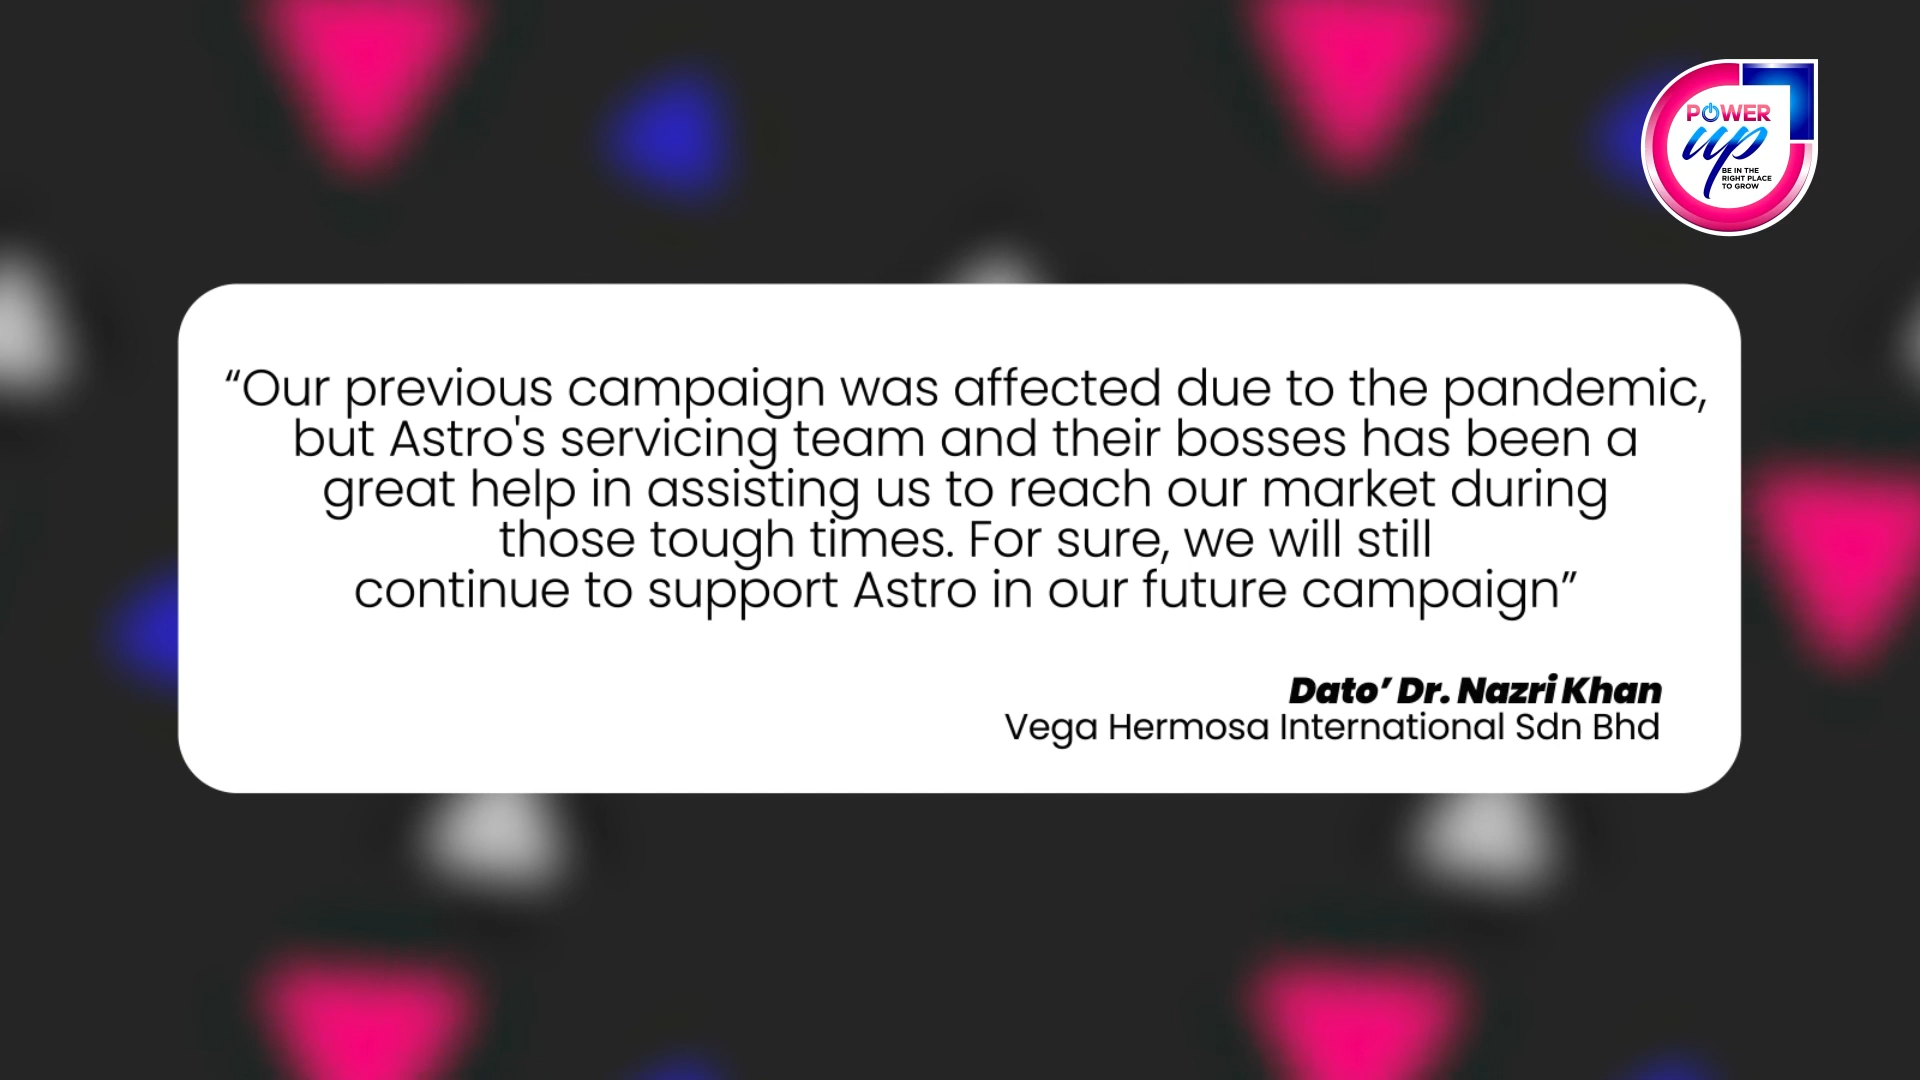 POWER
up
BE IN THE
RIGHT PLACE
TO GROW
“Our previous campaign was affected due to the pandemic,
but Astro's servicing team and their bosses has been a
great help in assisting us to reach our market during
those tough times. For sure, we will still
continue to support Astro in our future campaign”
Dato’ Dr. Nazri Khan
Vega Hermosa International Sdn Bhd